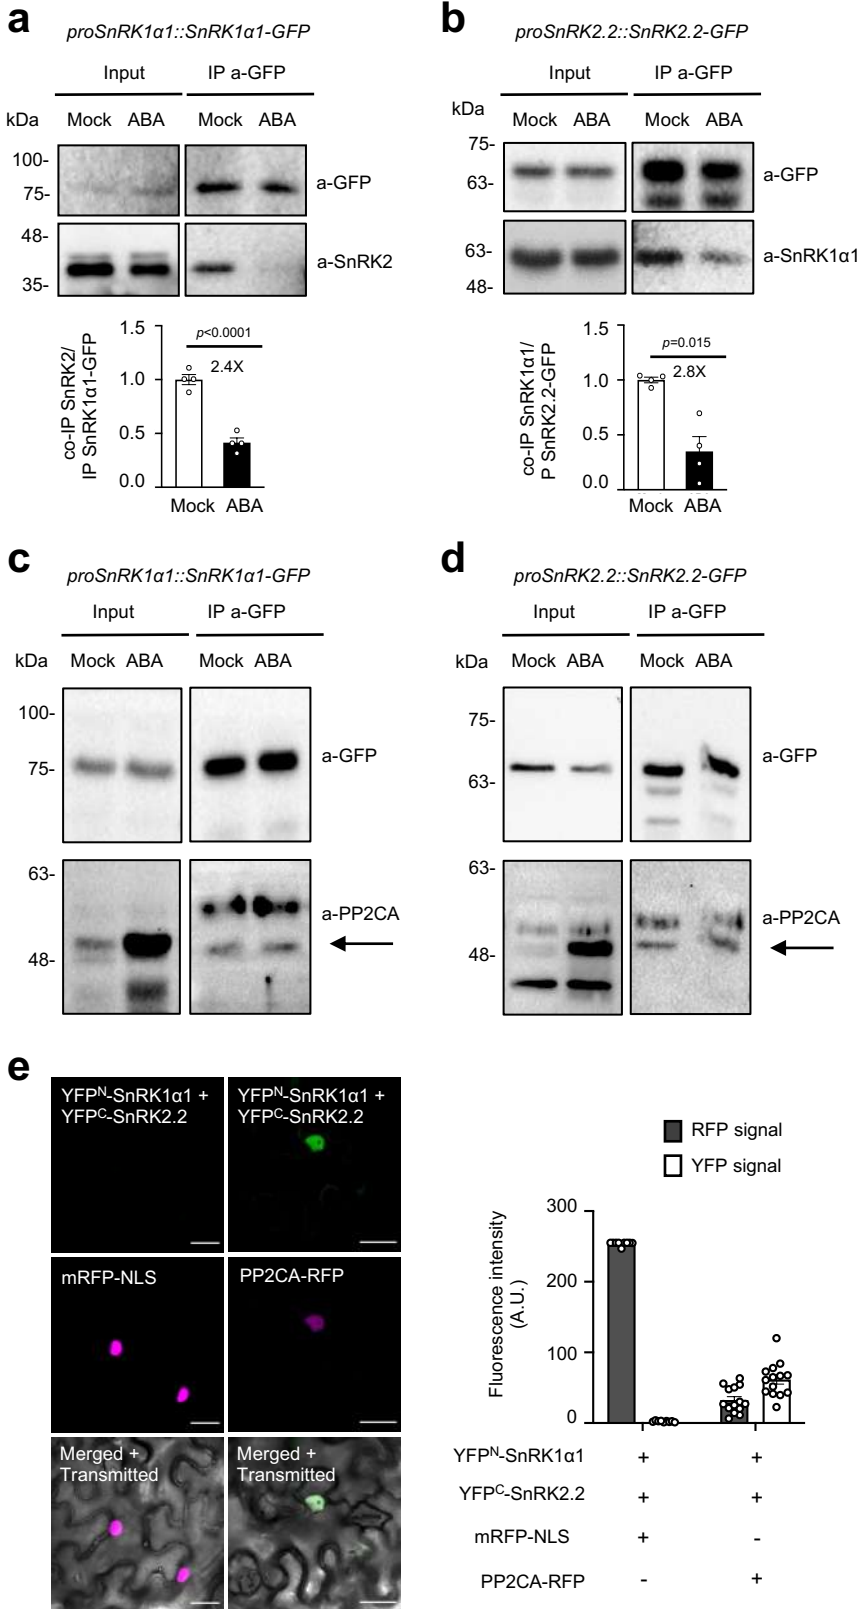 a
proSnRK1α1::SnRK1α1-GFP
Input
IP a-GFP
kDa
Mock
ABA
Mock
ABA
100-
75-
a-GFP
48-
35-
a-SnRK2
1.5
1.0
0.5
0.0
co-IP SnRK2/
IP SnRK1α1-GFP
p<0.0001
2.4X
Mock
ABA
b
proSnRK2.2::SnRK2.2-GFP
Input
IP a-GFP
kDa
Mock
ABA
Mock
ABA
75-
63-
a-GFP
63-
48-
a-SnRK1α1
1.5
1.0
0.5
0.0
co-IP SnRK1α1/
P SnRK2.2-GFP
p=0.015
2.8X
Mock
ABA
c
proSnRK1α1::SnRK1α1-GFP
Input
IP a-GFP
kDa
Mock
ABA
Mock
ABA
100-
75-
a-GFP
63-
48-
a-PP2CA
d
proSnRK2.2::SnRK2.2-GFP
Input
IP a-GFP
kDa
Mock
ABA
Mock
ABA
75-
63-
a-GFP
63-
48-
a-PP2CA
e
YFPᴺ-SnRK1α1 +
YFPᶜ-SnRK2.2
YFPᴺ-SnRK1α1 +
YFPᶜ-SnRK2.2
mRFP-NLS
PP2CA-RFP
Merged +
Transmitted
Merged +
Transmitted
RFP signal
YFP signal
300
200
100
0
Fluorescence intensity
(A.U.)
YFPᴺ-SnRK1α1 + +
YFPᶜ-SnRK2.2 + +
mRFP-NLS + -
PP2CA-RFP - +